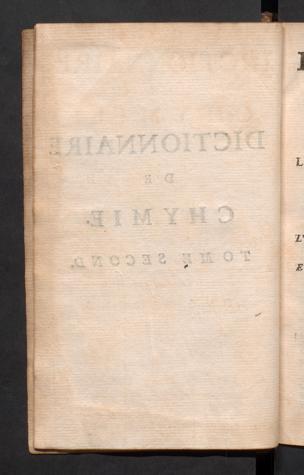 DICTIONNAIRE
DE
CHYMIE.
TOME SECOND.